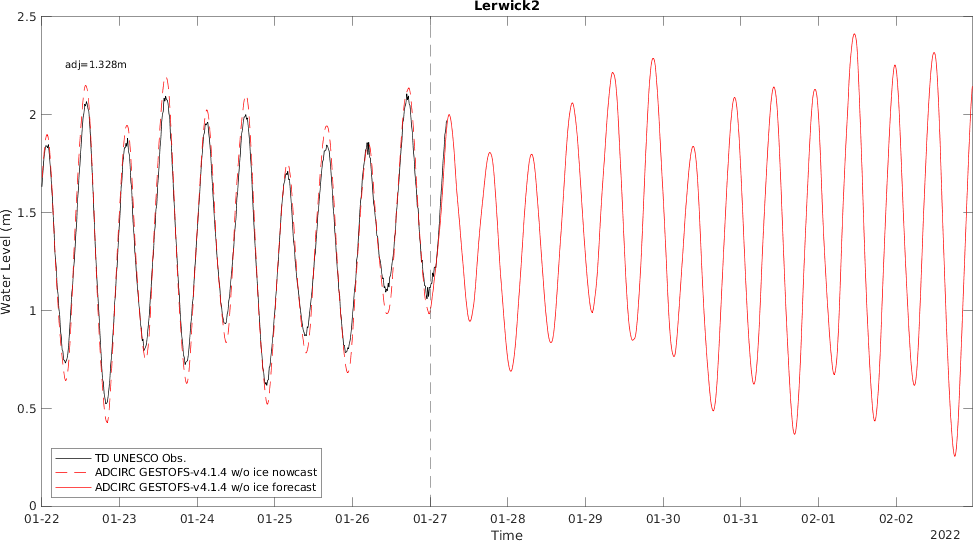 Lerwick2
2.5
adj=1.328m
2
1.5
Water Level (m)
1
0.5
TD UNESCO Obs.
ADCIRC GESTOFS-v4.1.4 w/o ice nowcast
ADCIRC GESTOFS-v4.1.4 w/o ice forecast
0
01-22 01-23 01-24 01-25 01-26 01-27 01-28 01-29 01-30 01-31 02-01 02-02
Time
2022